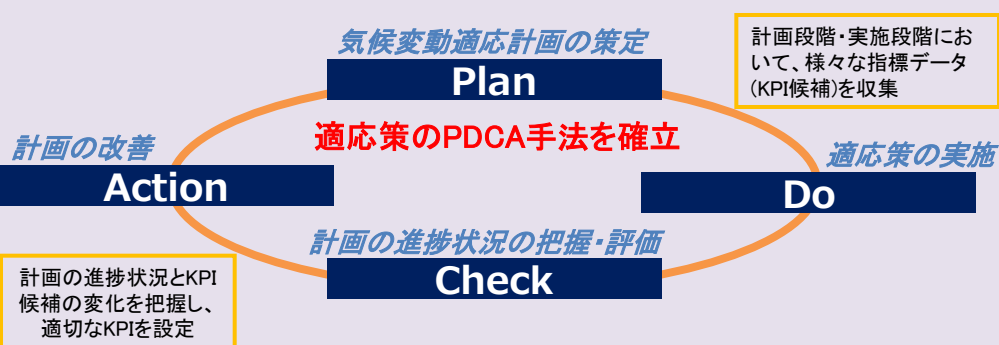 気候変動適応計画の策定
Plan
計画段階・実施段階にお
いて、様々な指標データ
(KPI候補)を収集
適応策のPDCA手法を確立
計画の改善
Action
適応策の実施
Do
計画の進捗状況の把握・評価
Check
計画の進捗状況とKPI
候補の変化を把握し、
適切なKPIを設定